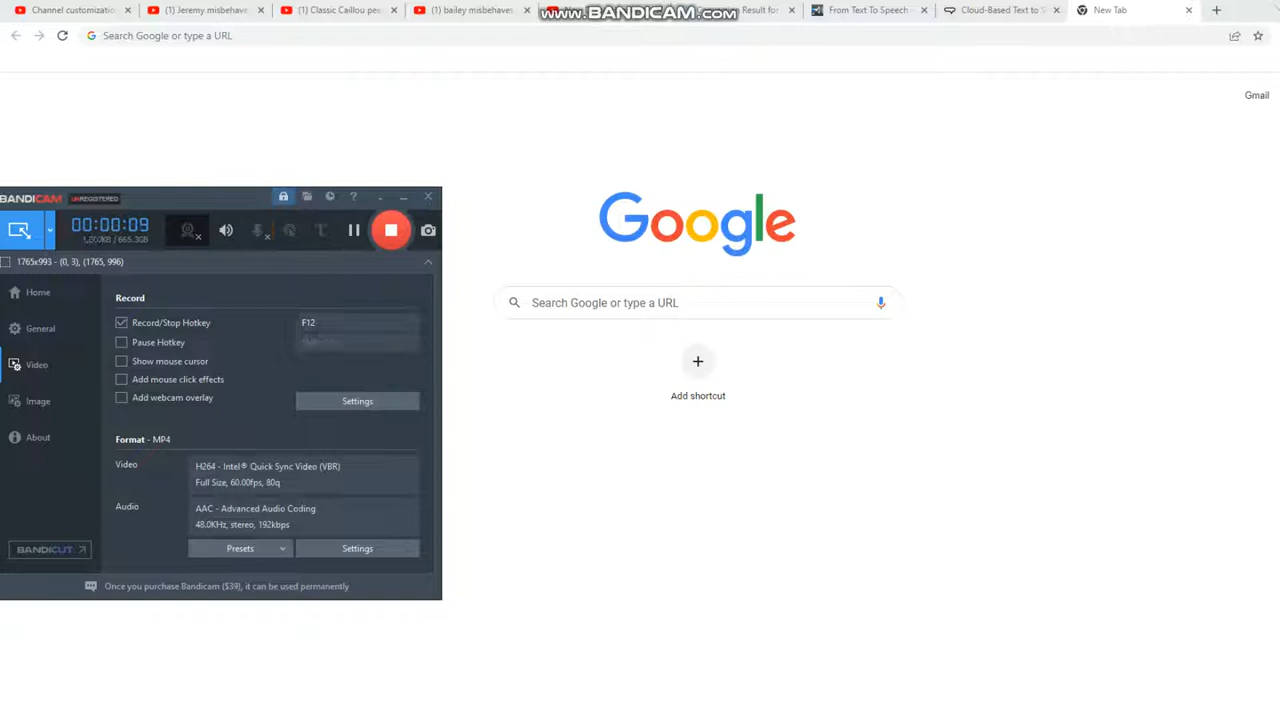 Channel customizatio
(1) Jeremy misbehave
(1) Classic Caillou pee
(1) bailey misbehaves
www.BANDICAM.com
Result for
From Text To Speech
Cloud-Based Text to S
New Tab
Search Google or type a URL
Gmail
BANDICAM UNREGISTERED
00:00:09
665.3GB
1765x993 - (0, 3), (1765, 996)
Home
General
Video
Image
About
BANDICUT
Record
Record/Stop Hotkey F12
Pause Hotkey
Show mouse cursor
Add mouse click effects
Add webcam overlay
Settings
Format - MP4
Video
H264 - Intel® Quick Sync Video (VBR)
Full Size, 60.00fps, 80q
Audio
AAC - Advanced Audio Coding
48.0KHz, stereo, 192kbps
Presets
Settings
Once you purchase Bandicam ($39), it can be used permanently
Google
Search Google or type a URL
Add shortcut